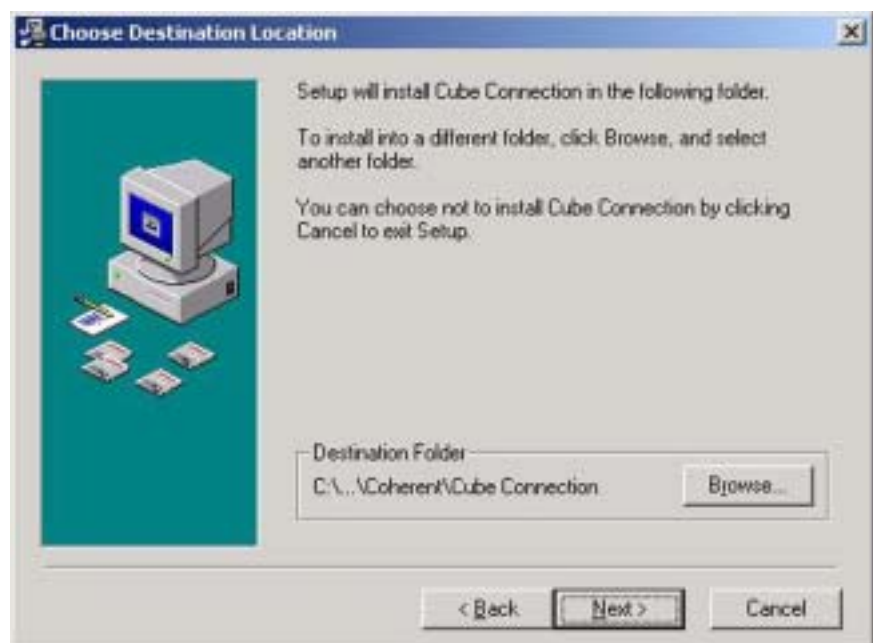 Choose Destination Location
Setup will install Cube Connection in the following folder.
To install into a different folder, click Browse, and select
another folder.
You can choose not to install Cube Connection by clicking
Cancel to exit Setup.
Destination Folder
C:\...\Coherent\Cube Connection
Browse...
< Back
Next >
Cancel